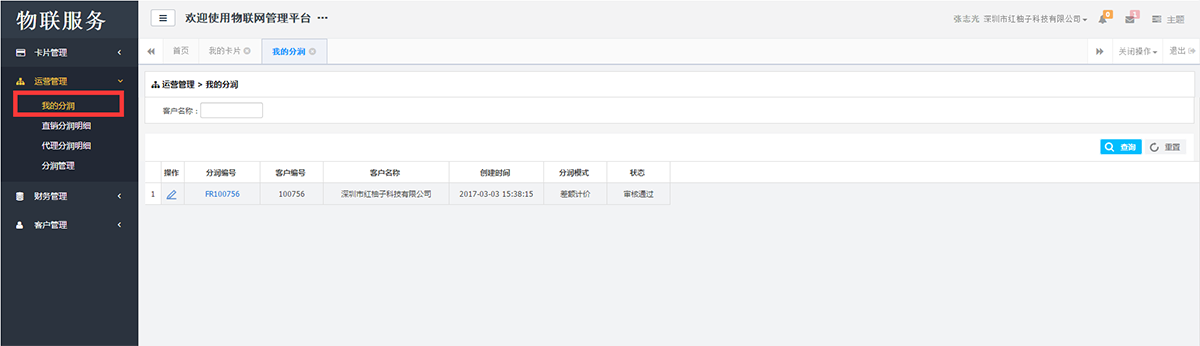 物联服务
欢迎使用物联网管理平台 ···
张志充 深圳市红柚子科技有限公司
0
1
主题
卡片管理
首页
我的卡片
我的分润
关闭操作
退出
运营管理
我的分润
直销分润明细
代理分润明细
分润管理
财务管理
客户管理
运营管理 > 我的分润
客户名称：
查询 重置
操作 分润编号 客户编号 客户名称 创建时间 分润模式 状态
1 FR100756 100756 深圳市红柚子科技有限公司 2017-03-03 15:38:15 差额计价 审核通过